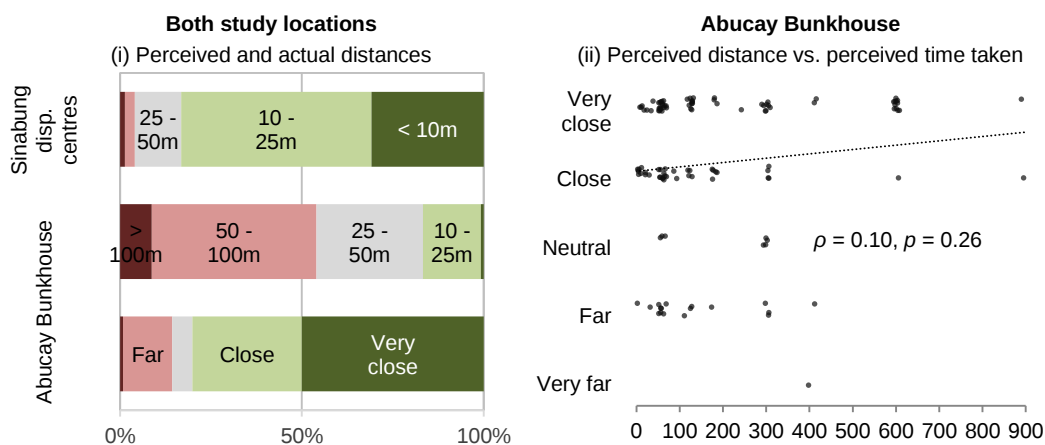 Both study locations
(i) Perceived and actual distances
Sinabung
disp.
centres
25 -
50m
10 -
25m
< 10m
Abucay Bunkhouse
>
100m
50 -
100m
25 -
50m
10 -
25m
Far
Close
Very
close
0%
50%
100%
Abucay Bunkhouse
(ii) Perceived distance vs. perceived time taken
Very
close
Close
Neutral
ρ = 0.10, p = 0.26
Far
Very far
0 100 200 300 400 500 600 700 800 900